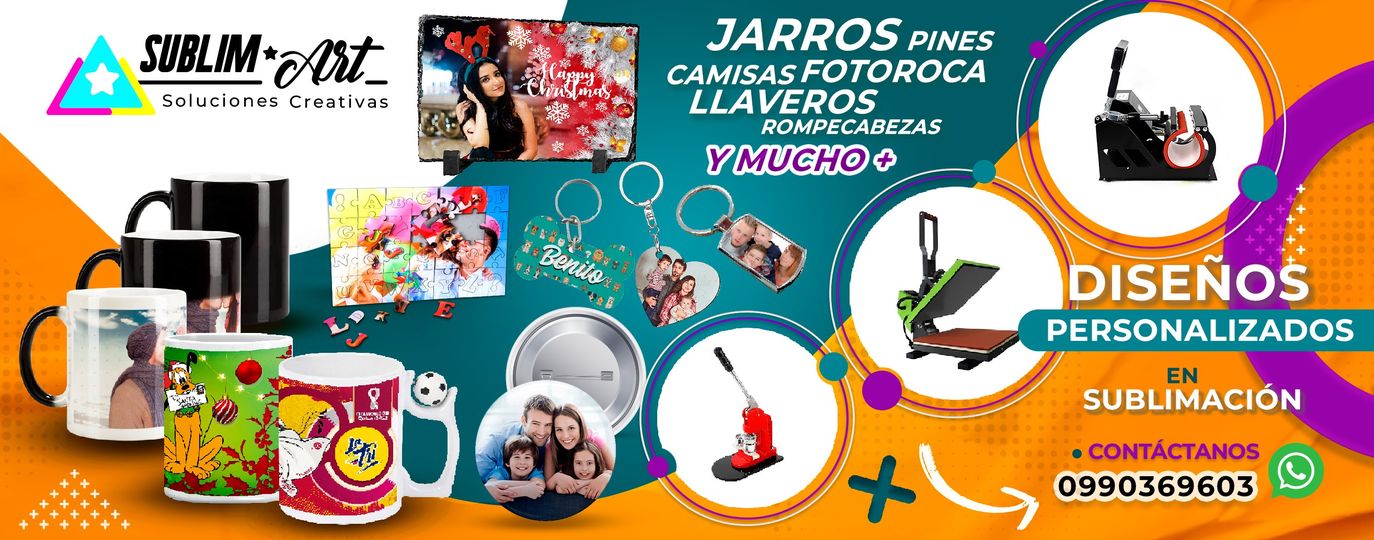 SUBLIM Art
Soluciones Creativas
Happy
Christmas
JARROS PINES
CAMISAS FOTOROCA
LLAVEROS
ROMPECABEZAS
Y MUCHO +
Benito
DISEÑOS
PERSONALIZADOS
EN
SUBLIMACIÓN
• CONTÁCTANOS
0990369603